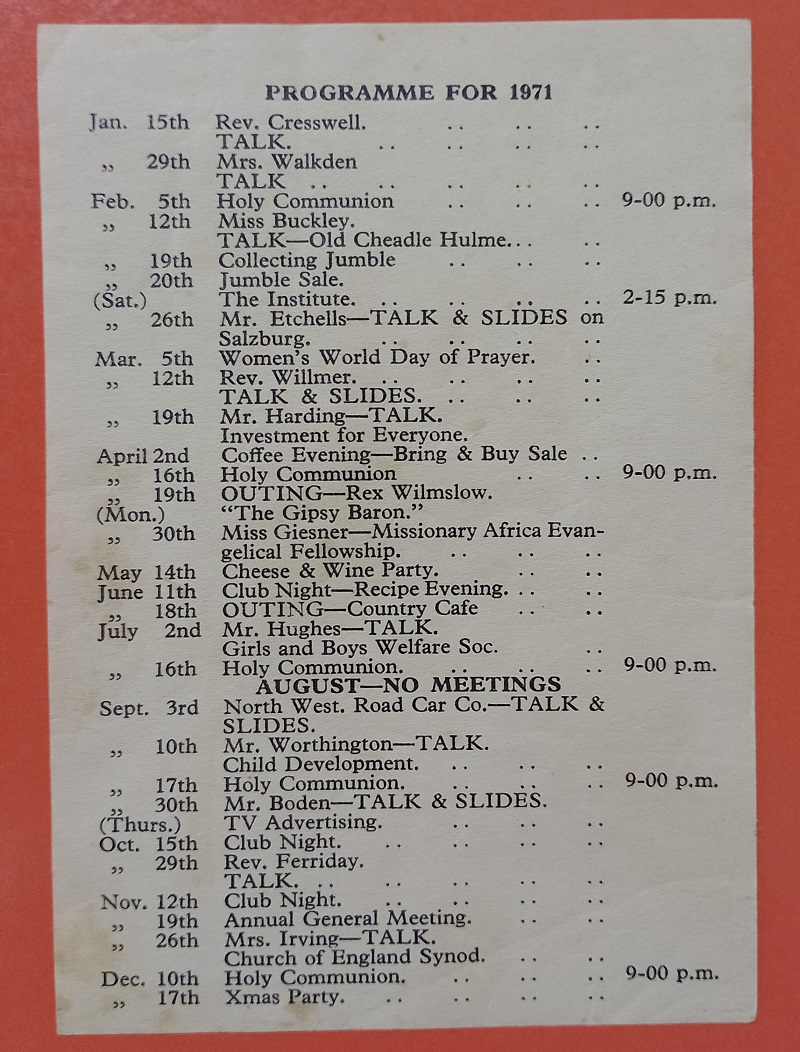 PROGRAMME FOR 1971
Jan. 15th Rev. Cresswell. .. .. ..
TALK. .. .. .. ..
„ 29th Mrs. Walkden
TALK .. .. .. .. ..
Feb. 5th Holy Communion .. .. .. 9-00 p.m.
„ 12th Miss Buckley.
TALK—Old Cheadle Hulme... ..
„ 19th Collecting Jumble .. .. ..
„ 20th Jumble Sale.
(Sat.) The Institute. .. .. .. .. 2-15 p.m.
„ 26th Mr. Etchells—TALK & SLIDES on
Salzburg. .. .. .. ..
Mar. 5th Women's World Day of Prayer. ..
„ 12th Rev. Willmer. .. .. .. ..
TALK & SLIDES. .. .. ..
„ 19th Mr. Harding—TALK.
Investment for Everyone.
April 2nd Coffee Evening—Bring & Buy Sale ..
„ 16th Holy Communion .. .. 9-00 p.m.
„ 19th OUTING—Rex Wilmslow.
(Mon.) “The Gipsy Baron.”
„ 30th Miss Giesner—Missionary Africa Evan-
gelical Fellowship. .. .. ..
May 14th Cheese & Wine Party. .. ..
June 11th Club Night—Recipe Evening. .. ..
„ 18th OUTING—Country Cafe .. ..
July 2nd Mr. Hughes—TALK.
Girls and Boys Welfare Soc. ..
„ 16th Holy Communion. .. .. .. 9-00 p.m.
AUGUST—NO MEETINGS
Sept. 3rd North West. Road Car Co.—TALK &
SLIDES.
„ 10th Mr. Worthington—TALK.
Child Development. .. .. ..
„ 17th Holy Communion. .. .. .. 9-00 p.m.
„ 30th Mr. Boden—TALK & SLIDES.
(Thurs.) TV Advertising. .. .. ..
Oct. 15th Club Night. .. .. .. ..
„ 29th Rev. Ferriday.
TALK. .. .. .. .. ..
Nov. 12th Club Night. .. .. .. ..
„ 19th Annual General Meeting. .. ..
„ 26th Mrs. Irving—TALK.
Church of England Synod. .. ..
Dec. 10th Holy Communion. .. .. .. 9-00 p.m.
„ 17th Xmas Party. .. .. .. ..